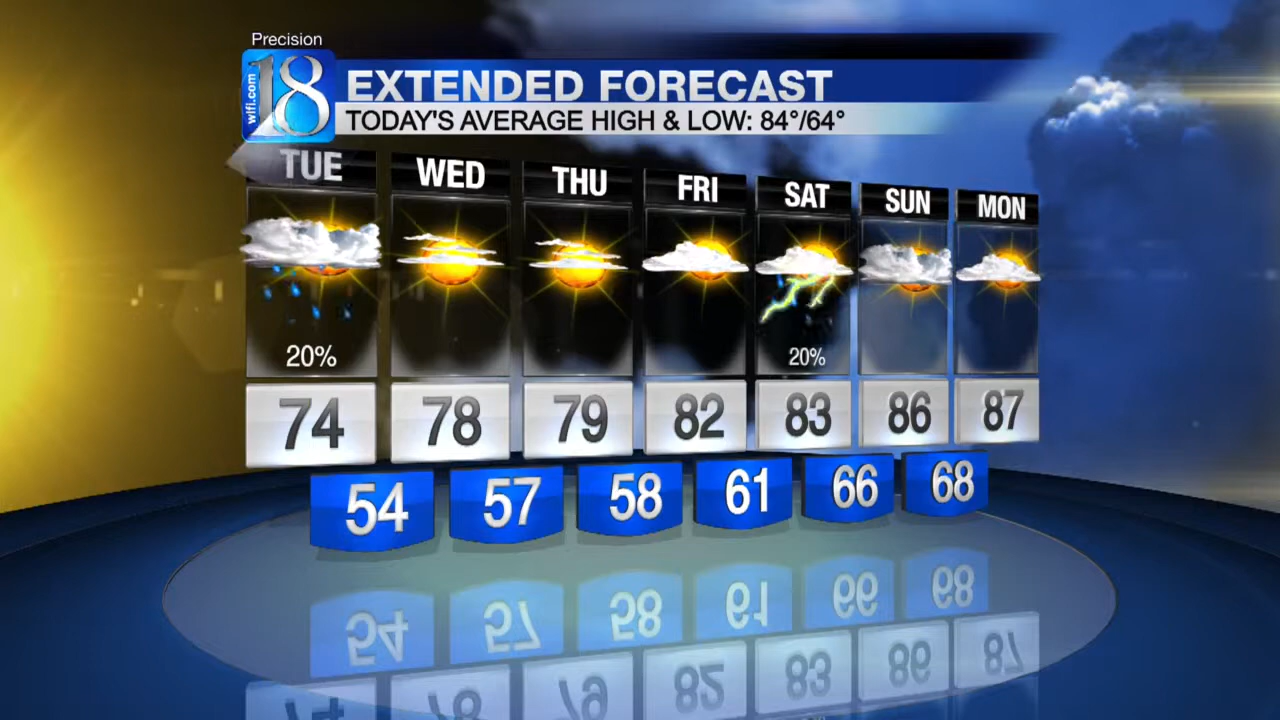 Precision
wlfi.com 18
EXTENDED FORECAST
TODAY'S AVERAGE HIGH & LOW: 84°/64°
TUE WED THU FRI SAT SUN MON
20% 20%
74 78 79 82 83 86 87
54 57 58 61 66 68